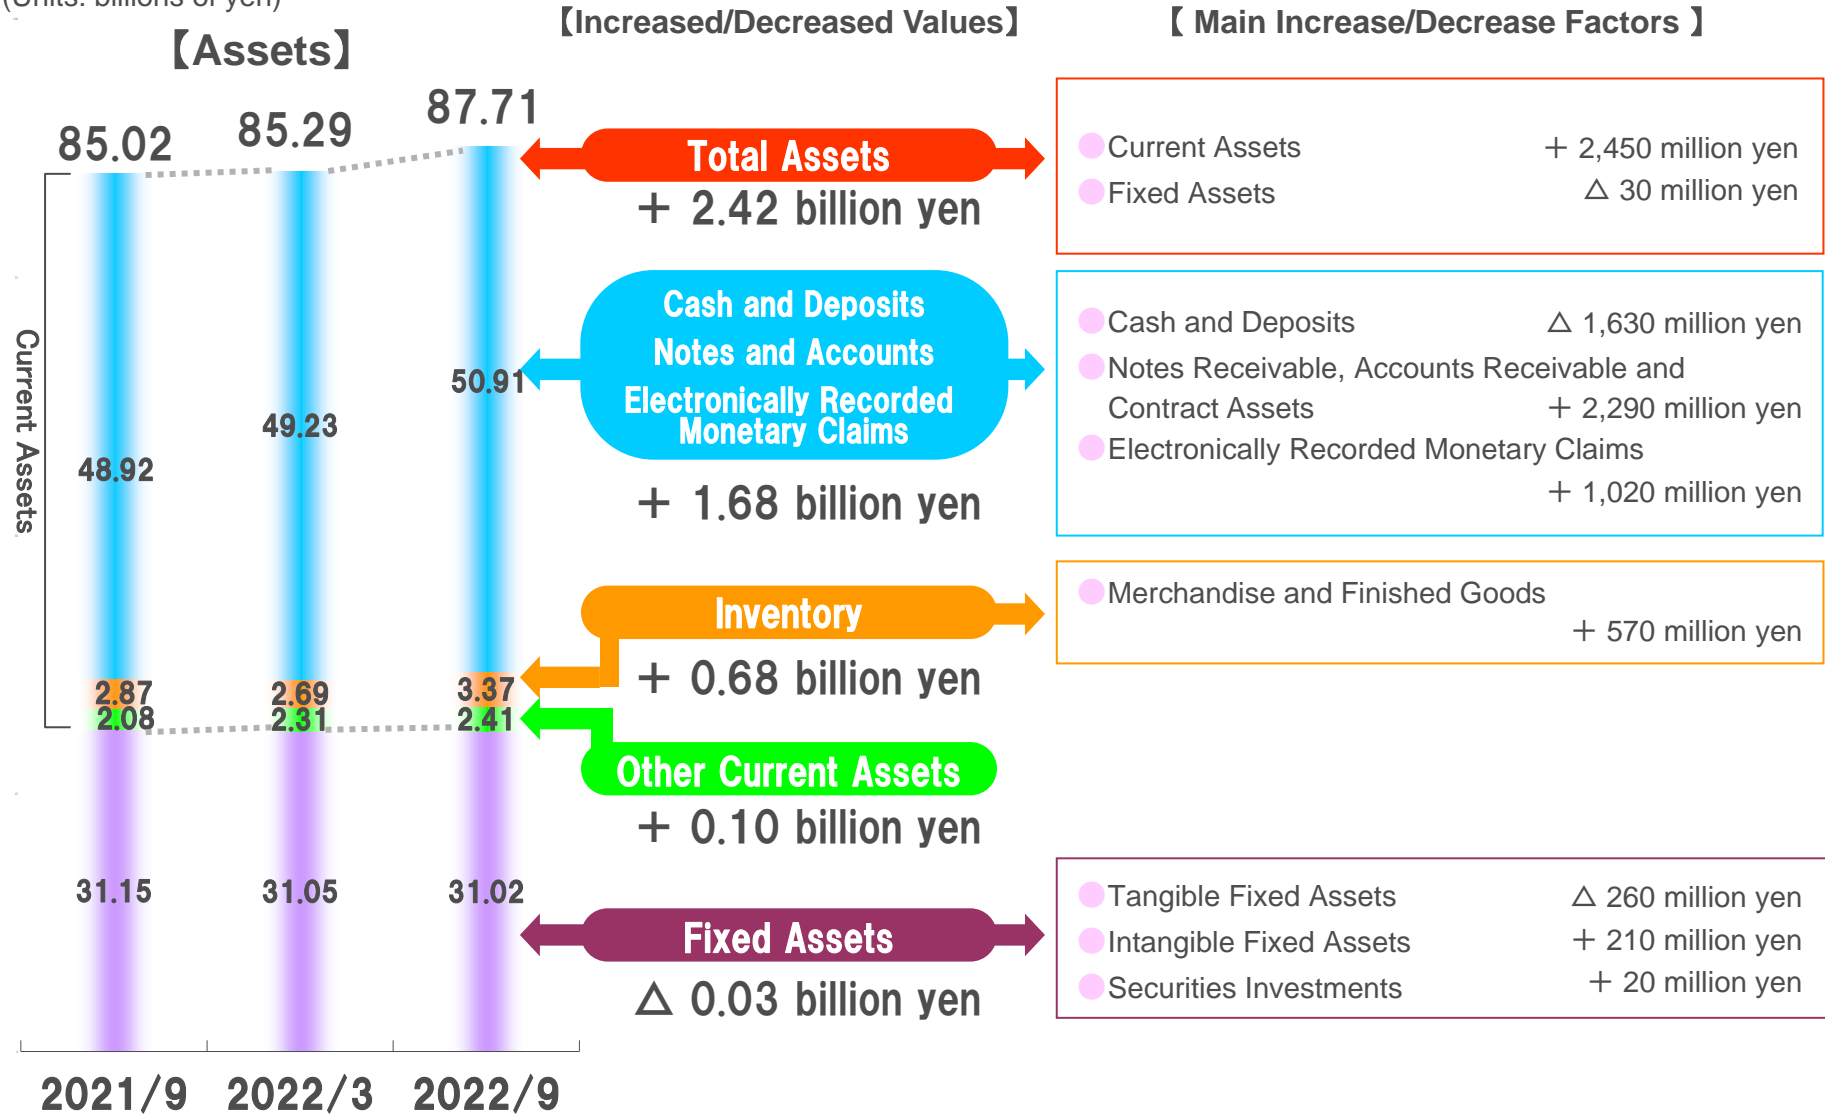 (Units: billions of yen)
【Assets】
【Increased/Decreased Values】
【 Main Increase/Decrease Factors 】
85.02
85.29
87.71
Current Assets
48.92
49.23
50.91
2.87
2.69
3.37
2.08
2.31
2.41
31.15
31.05
31.02
2021/9
2022/3
2022/9
Total Assets
+ 2.42 billion yen
Current Assets + 2,450 million yen
Fixed Assets △ 30 million yen
Cash and Deposits
Notes and Accounts
Electronically Recorded
Monetary Claims
+ 1.68 billion yen
Cash and Deposits △ 1,630 million yen
Notes Receivable, Accounts Receivable and
Contract Assets + 2,290 million yen
Electronically Recorded Monetary Claims
+ 1,020 million yen
Inventory
+ 0.68 billion yen
Merchandise and Finished Goods
+ 570 million yen
Other Current Assets
+ 0.10 billion yen
Fixed Assets
△ 0.03 billion yen
Tangible Fixed Assets △ 260 million yen
Intangible Fixed Assets + 210 million yen
Securities Investments + 20 million yen